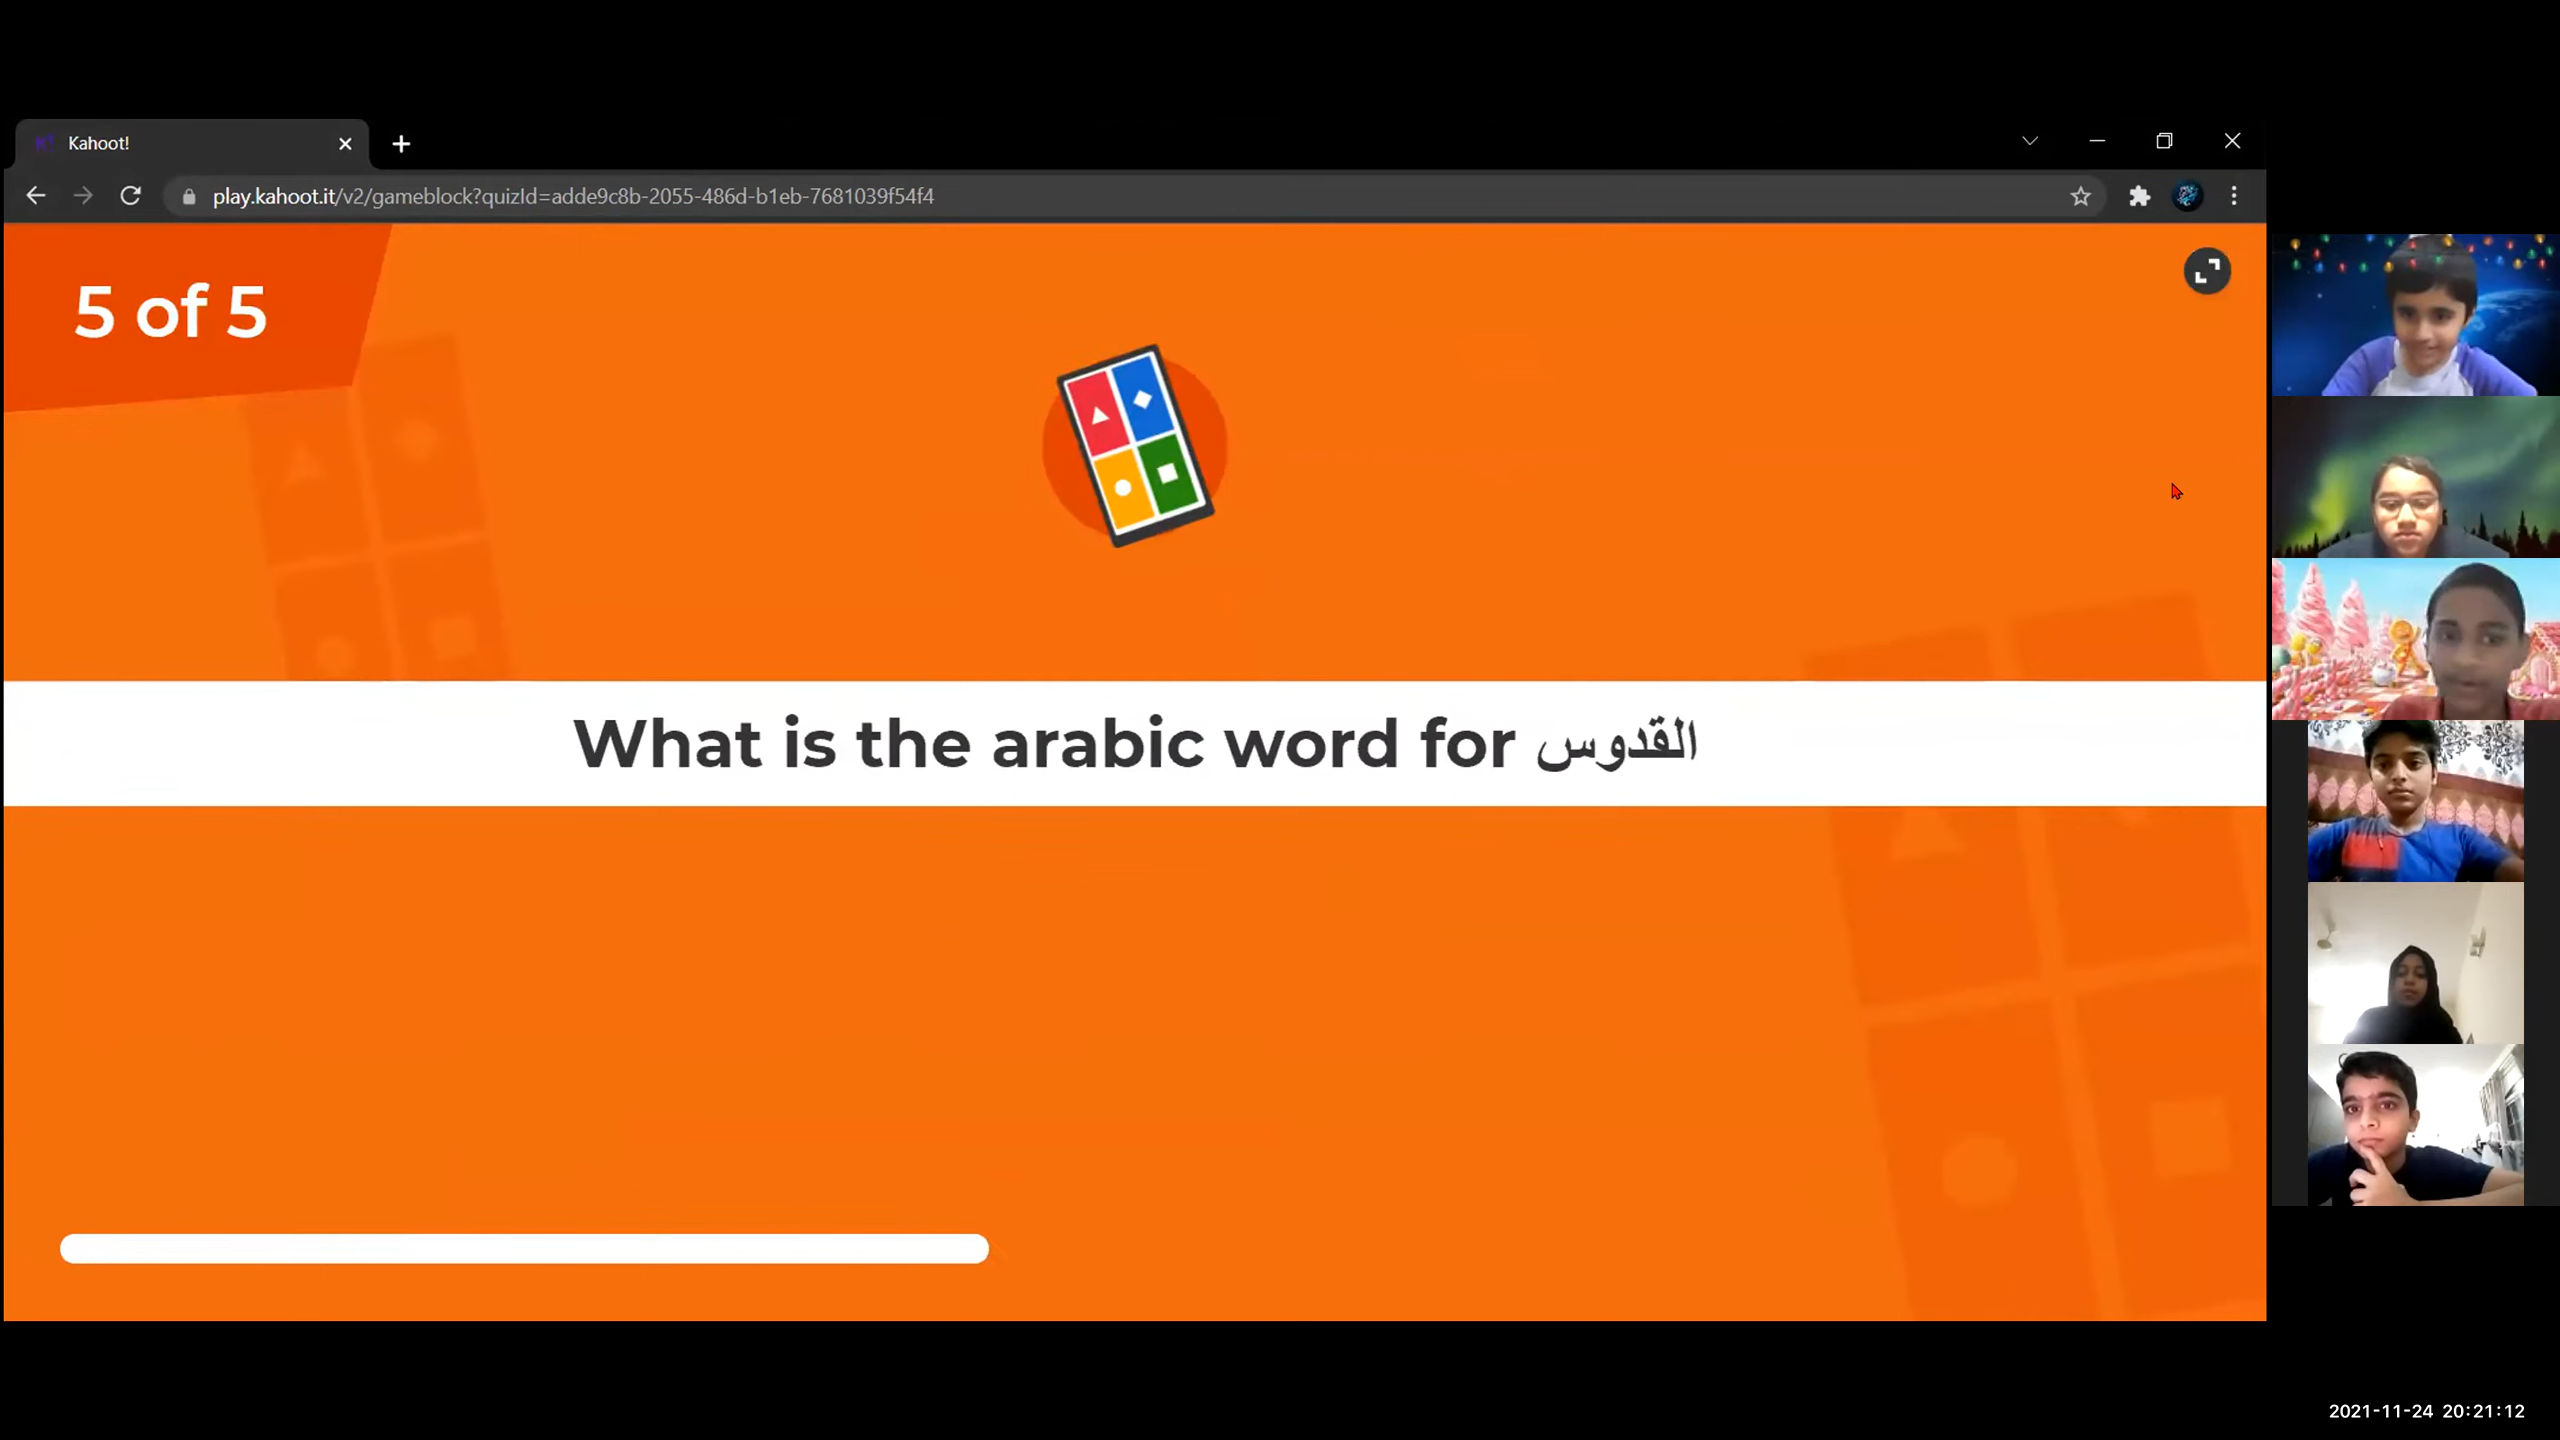 Kahoot!
play.kahoot.it/v2/gameblock?quizId=adde9c8b-2055-486d-b1eb-7681039f54f4
5 of 5
What is the arabic word for القدوس
2021-11-24 20:21:12